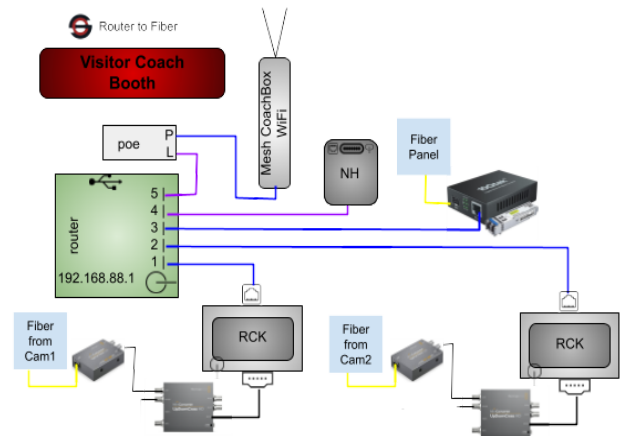 Router to Fiber
Visitor Coach
Booth
Mesh CoachBox
WiFi
poe
P
L
NH
Fiber
Panel
router
5
4
3
2
1
192.168.88.1
RCK
RCK
Fiber
from
Cam1
Fiber
from
Cam2